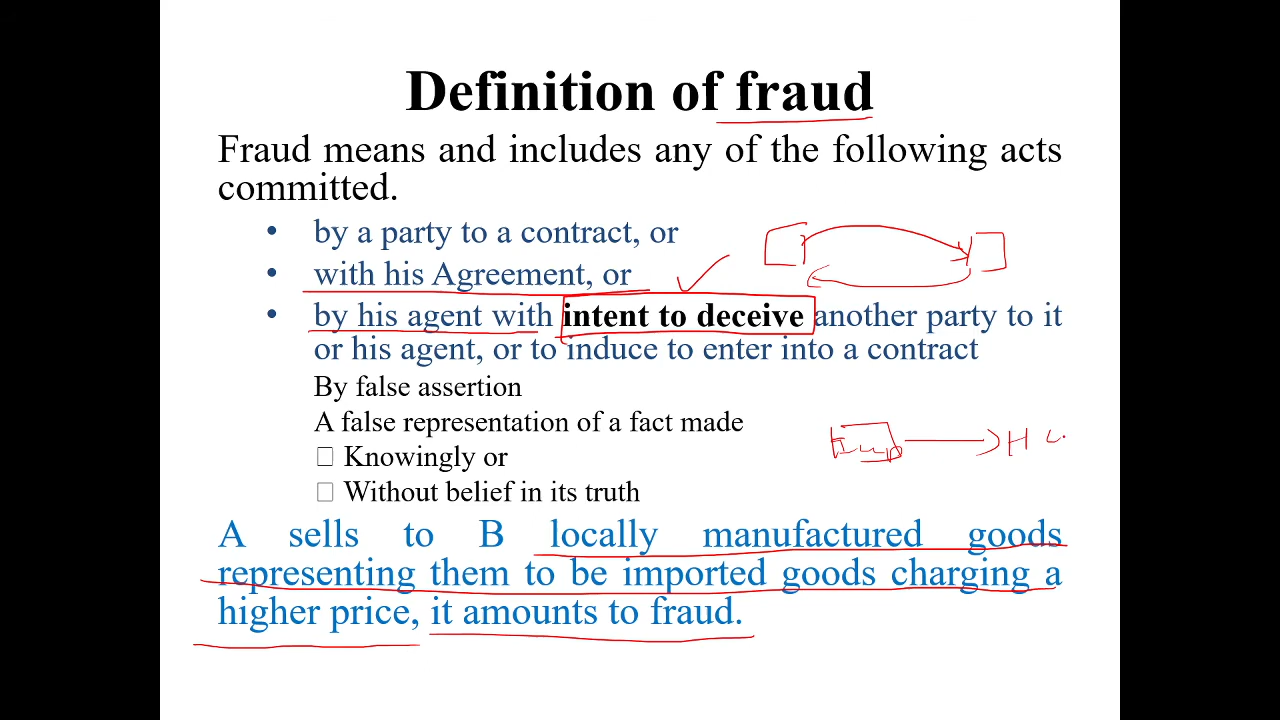 Definition of fraud
Fraud means and includes any of the following acts
committed.
• by a party to a contract, or
• with his Agreement, or
• by his agent with intent to deceive another party to it
or his agent, or to induce to enter into a contract
By false assertion
A false representation of a fact made
□ Knowingly or
□ Without belief in its truth
A sells to B locally manufactured goods
representing them to be imported goods charging a
higher price, it amounts to fraud.